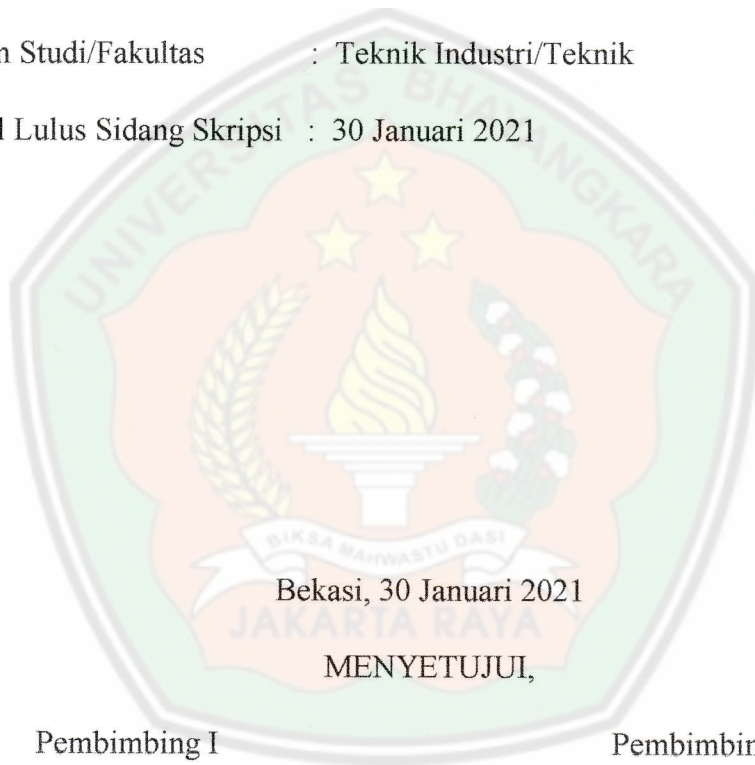 Studi/Fakultas : Teknik Industri/Teknik
Lulus Sidang Skripsi : 30 Januari 2021
UNIVERSITAS BHAYANGKARA
BIKSA MAHWASTU DASI
JAKARTA RAYA
Bekasi, 30 Januari 2021
MENYETUJUI,
Pembimbing I Pembimbin